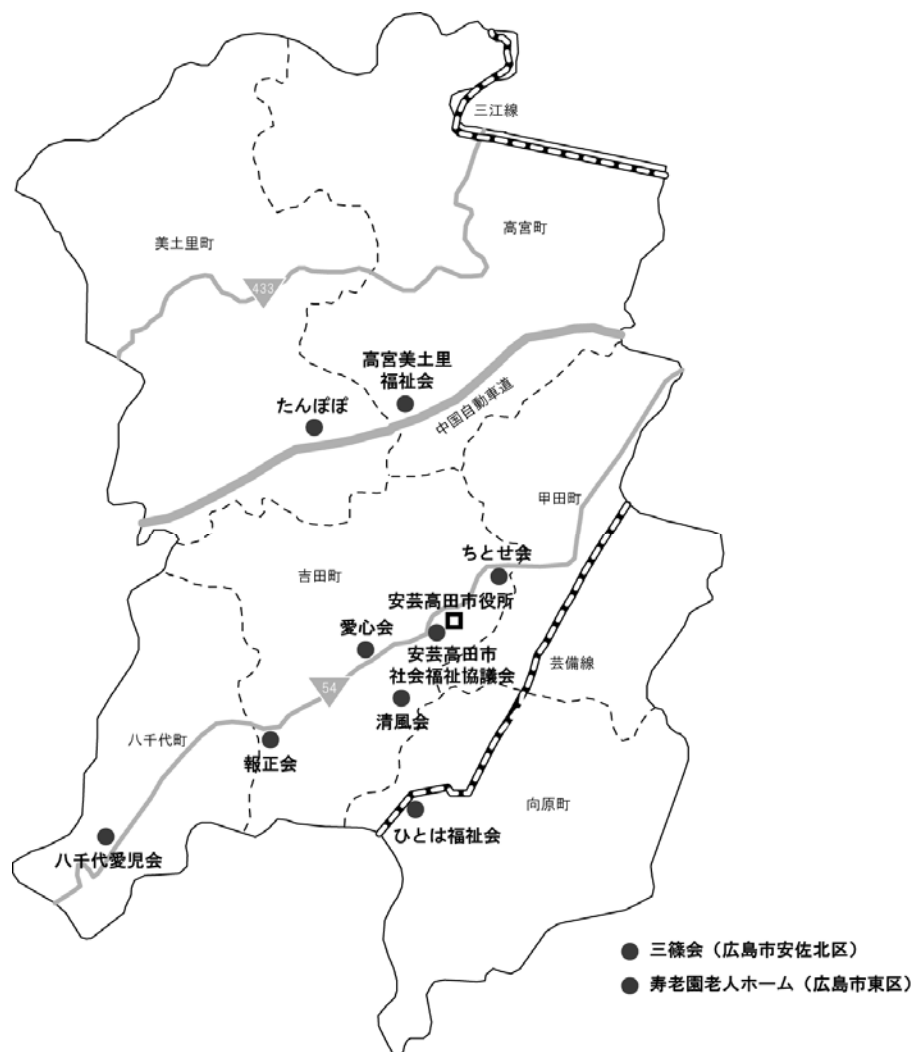 三江線
高宮町
美土里町
433
高宮美土里
福祉会
たんぽぽ
中国自動車道
甲田町
ちとせ会
吉田町
安芸高田市役所
愛心会
安芸高田市
社会福祉協議会
芸備線
54
清風会
八千代町
報正会
向原町
ひとは福祉会
八千代愛児会
三篠会（広島市安佐北区）
寿老園老人ホーム（広島市東区）